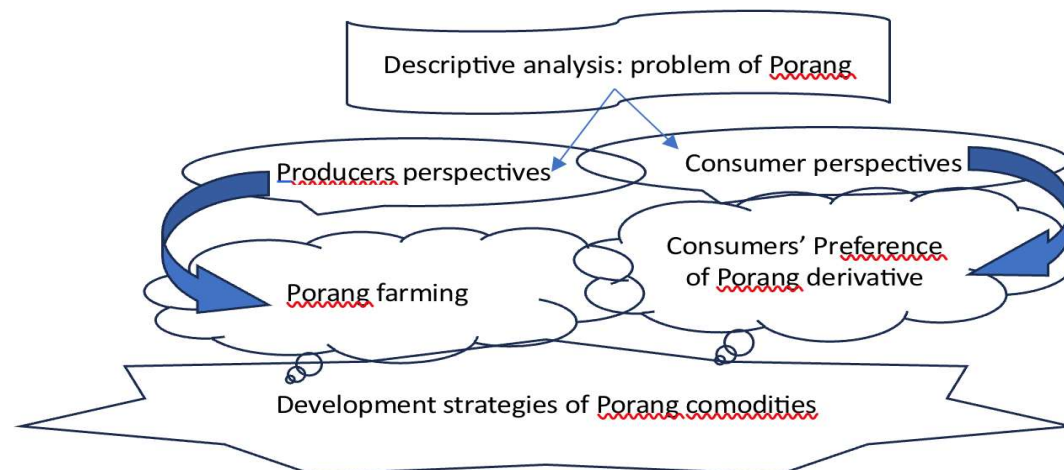 Descriptive analysis: problem of Porang
Producers perspectives
Consumer perspectives
Consumers’ Preference
of Porang derivative
Porang farming
Development strategies of Porang comodities